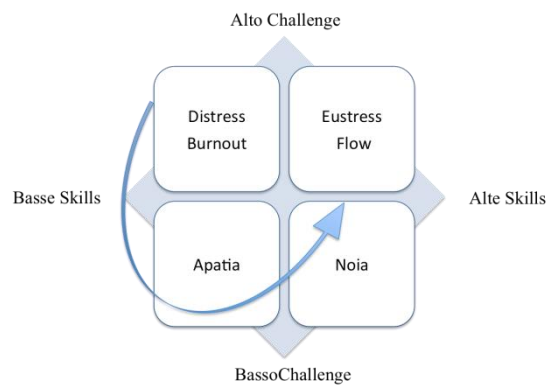 Alto Challenge
Distress
Burnout
Eustress
Flow
Basse Skills
Alte Skills
Apatia
Noia
BassoChallenge